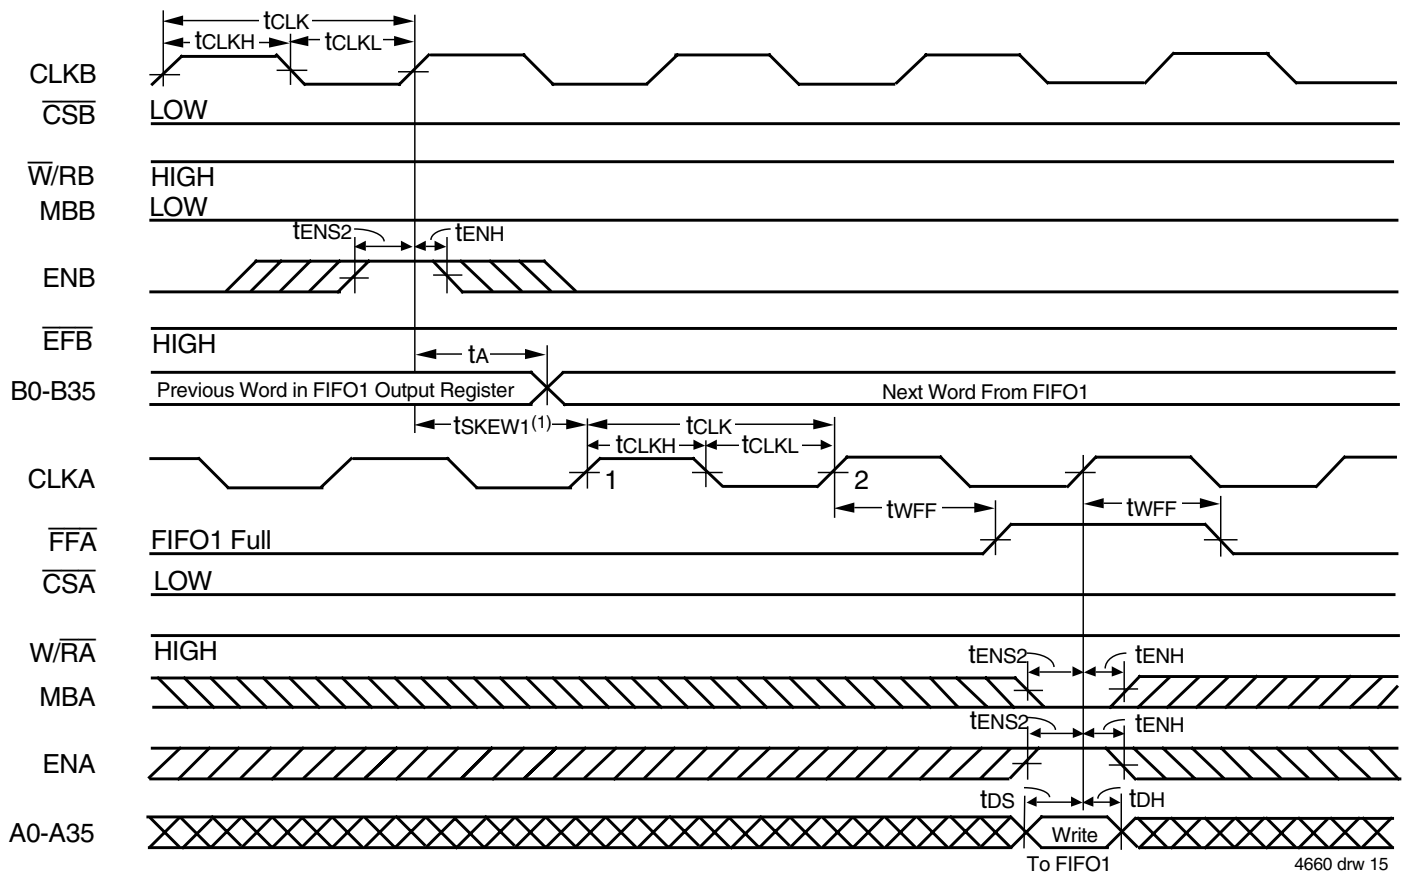 tCLK
tCLKH tCLKL
CLKB
CSB LOW
W/RB HIGH
MBB LOW
tENS2 tENH
ENB
EFB HIGH
tA
B0-B35 Previous Word in FIFO1 Output Register Next Word From FIFO1
tSKEW1(1) tCLK
tCLKH tCLKL
CLKA 1 2
tWFF tWFF
FFA FIFO1 Full
CSA LOW
W/RA HIGH
tENS2 tENH
MBA
tENS2 tENH
ENA
tDS tDH
A0-A35 Write
To FIFO1
4660 drw 15